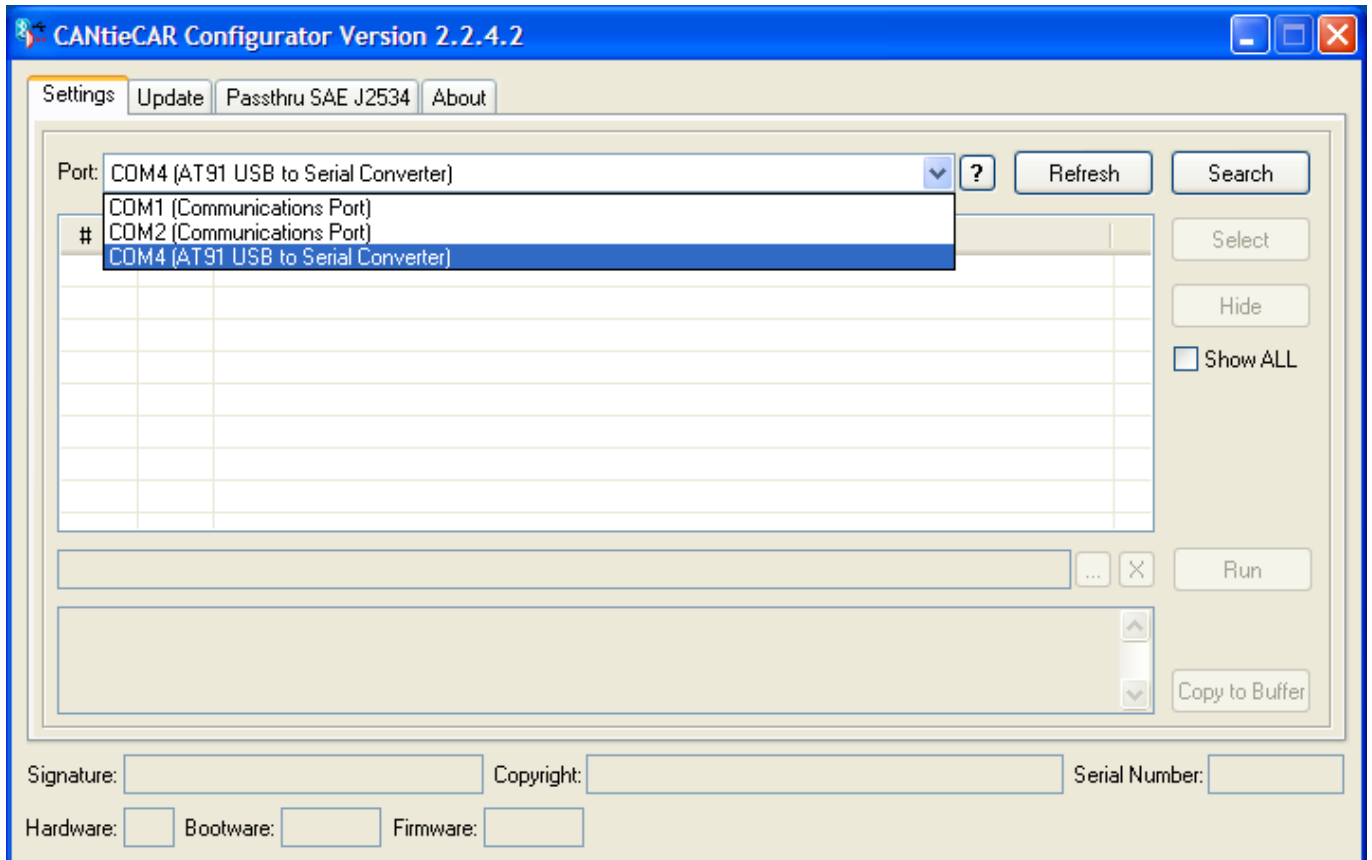 CANtieCAR Configurator Version 2.2.4.2
Settings Update Passthru SAE J2534 About
Port: COM4 (AT91 USB to Serial Converter) ? Refresh Search
COM1 (Communications Port)
COM2 (Communications Port)
COM4 (AT91 USB to Serial Converter)
#
Select
Hide
Show ALL
... X Run
Copy to Buffer
Signature: Copyright: Serial Number:
Hardware: Bootware: Firmware: